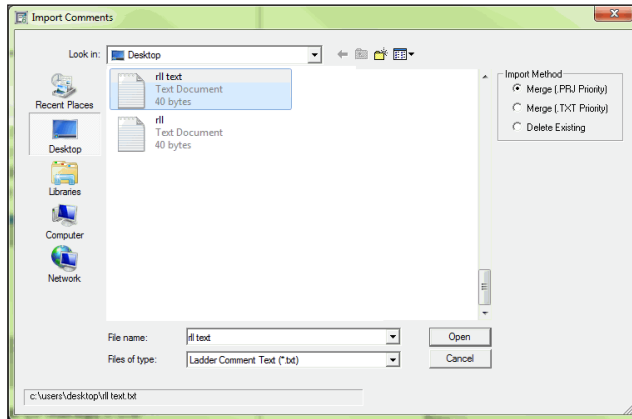 Import Comments
Look in: Desktop
Recent Places
Desktop
Libraries
Computer
Network
rll text
Text Document
40 bytes
rll
Text Document
40 bytes
Import Method
Merge (.PRJ Priority)
Merge (.TXT Priority)
Delete Existing
File name: rll text
Open
Files of type: Ladder Comment Text (*.txt)
Cancel
c:\users\desktop\rll text.txt